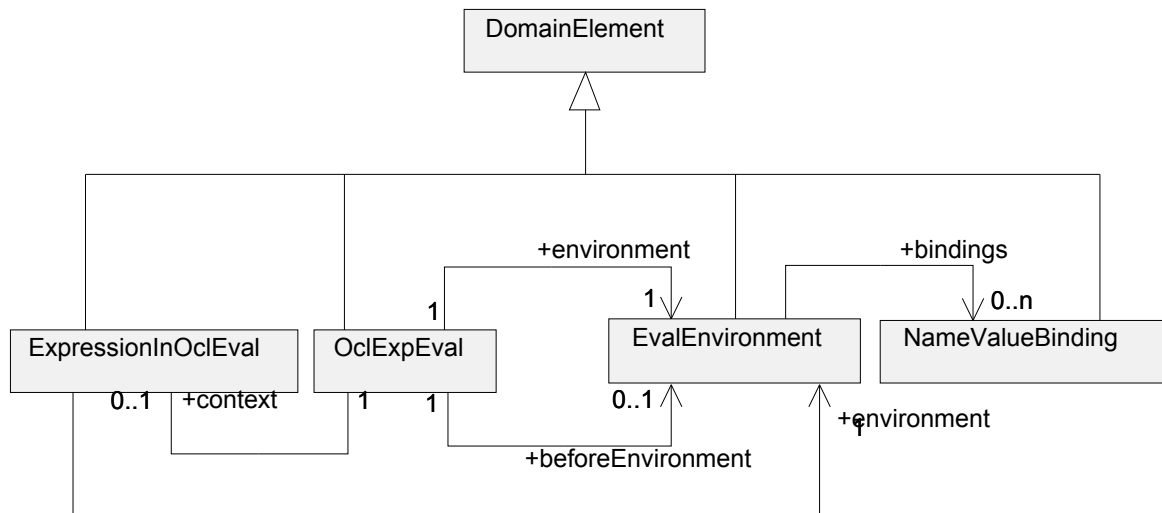 DomainElement
+environment
+bindings
1
1
0..n
ExpressionInOclEval
OclExpEval
EvalEnvironment
NameValueBinding
0..1
+context
1
1
0..1
+environment
1
+beforeEnvironment